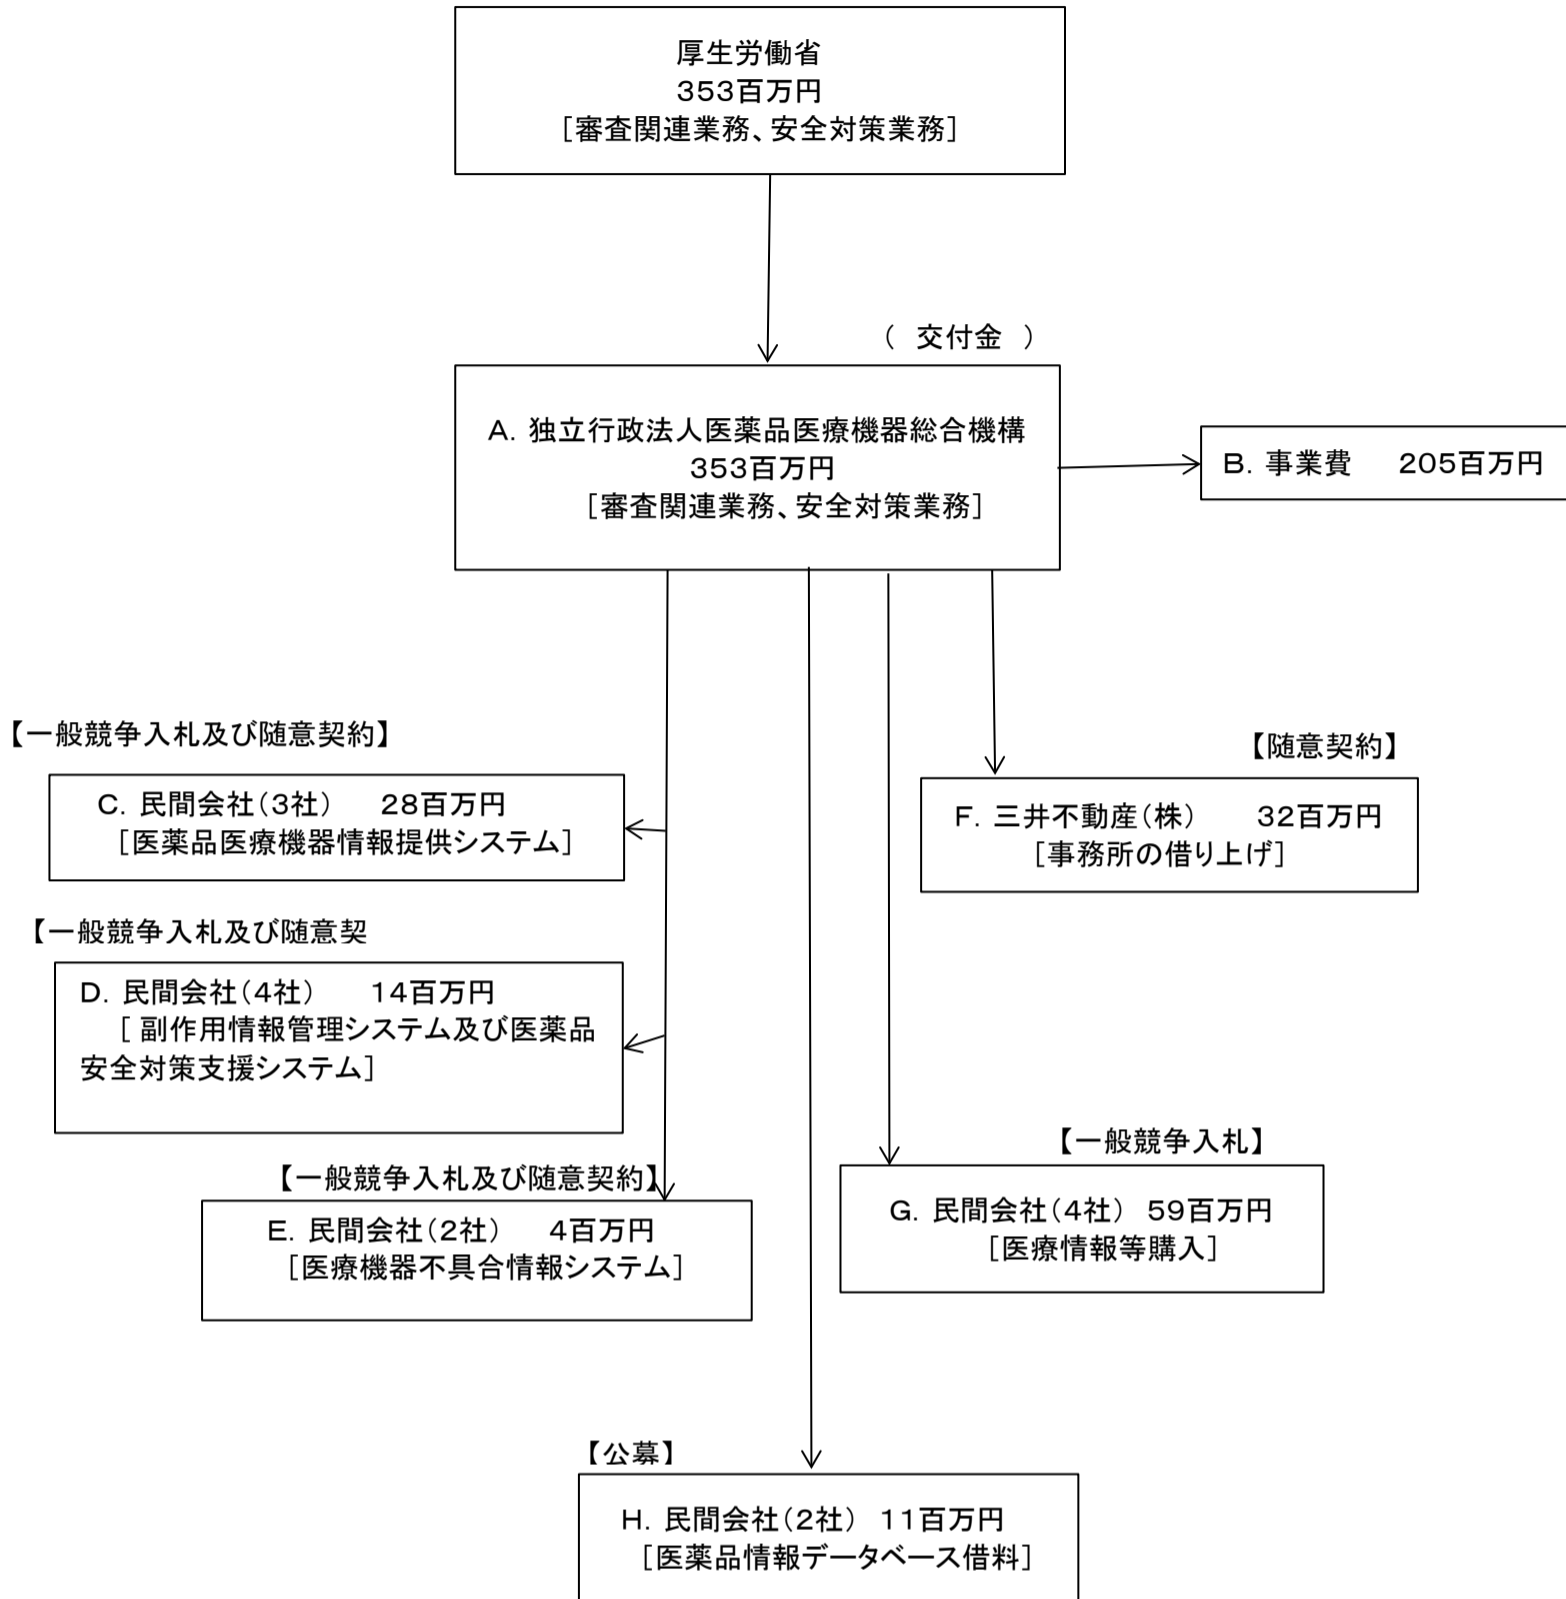 厚生労働省
353百万円
［審査関連業務、安全対策業務］
（　交付金　）
A. 独立行政法人医薬品医療機器総合機構
353百万円
［審査関連業務、安全対策業務］
B. 事業費　　205百万円
【一般競争入札及び随意契約】
C. 民間会社（3社）　　28百万円
［医薬品医療機器情報提供システム］
【随意契約】
F. 三井不動産（株）　　32百万円
［事務所の借り上げ］
【一般競争入札及び随意契
D. 民間会社（4社）　　14百万円
［ 副作用情報管理システム及び医薬品
安全対策支援システム］
【一般競争入札及び随意契約】
E. 民間会社（2社）　　4百万円
［医療機器不具合情報システム］
【一般競争入札】
G. 民間会社（4社）　59百万円
［医療情報等購入］
【公募】
H. 民間会社（2社）　11百万円
［医薬品情報データベース借料］